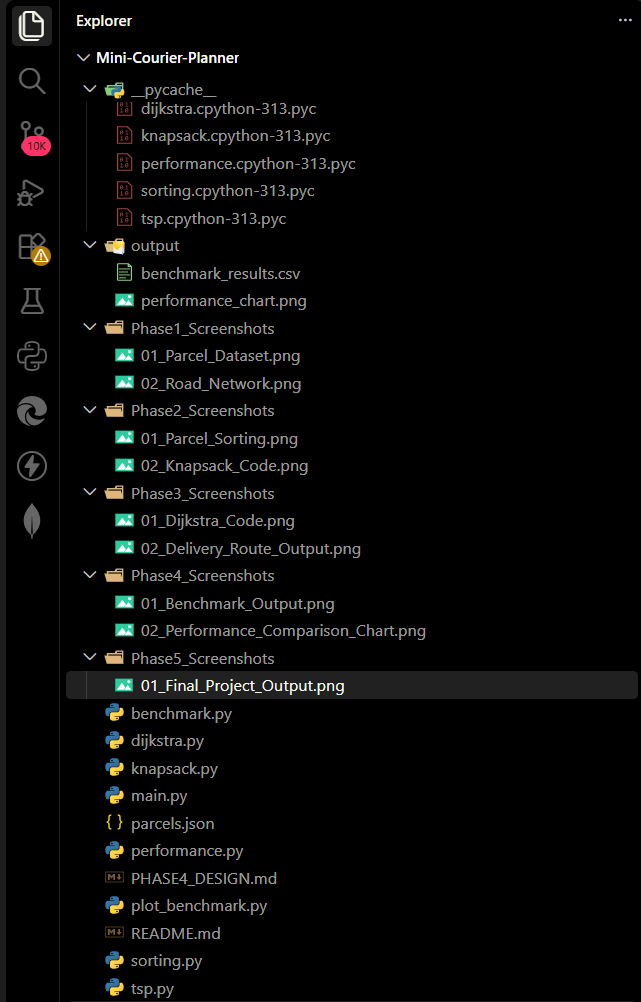 Explorer
Mini-Courier-Planner
__pycache__
dijkstra.cpython-313.pyc
knapsack.cpython-313.pyc
performance.cpython-313.pyc
sorting.cpython-313.pyc
tsp.cpython-313.pyc
output
benchmark_results.csv
performance_chart.png
Phase1_Screenshots
01_Parcel_Dataset.png
02_Road_Network.png
Phase2_Screenshots
01_Parcel_Sorting.png
02_Knapsack_Code.png
Phase3_Screenshots
01_Dijkstra_Code.png
02_Delivery_Route_Output.png
Phase4_Screenshots
01_Benchmark_Output.png
02_Performance_Comparison_Chart.png
Phase5_Screenshots
01_Final_Project_Output.png
benchmark.py
dijkstra.py
knapsack.py
main.py
parcels.json
performance.py
PHASE4_DESIGN.md
plot_benchmark.py
README.md
sorting.py
tsp.py
10K